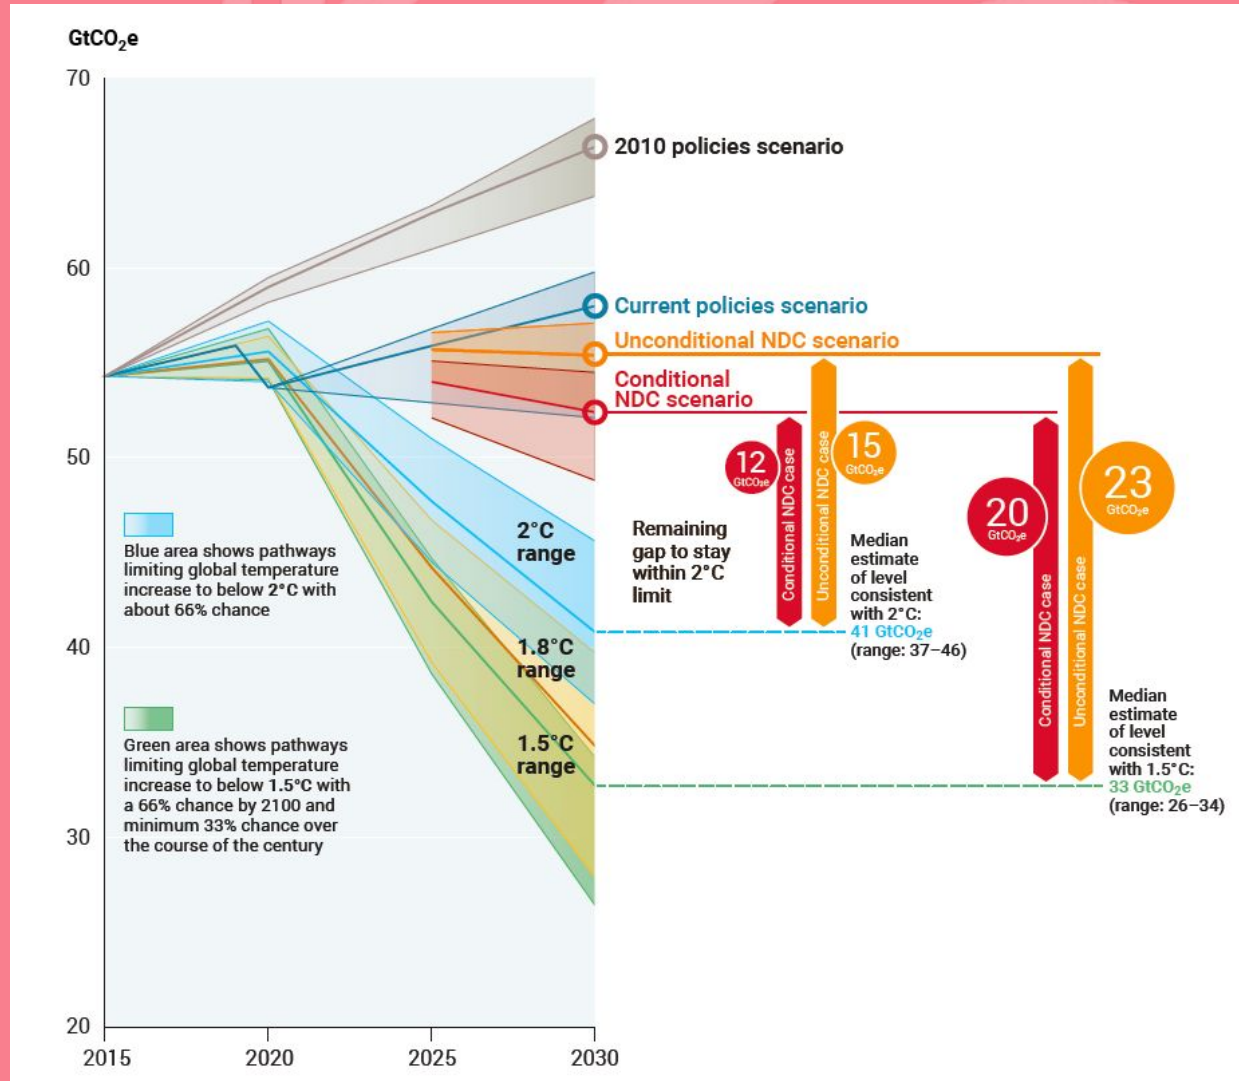 GtCO₂e
70
60
50
40
30
20
2015
2020
2025
2030
2010 policies scenario
Current policies scenario
Unconditional NDC scenario
Conditional
NDC scenario
2°C
range
1.8°C
range
1.5°C
range
Blue area shows pathways
limiting global temperature
increase to below 2°C with
about 66% chance
Green area shows pathways
limiting global temperature
increase to below 1.5°C with
a 66% chance by 2100 and
minimum 33% chance over
the course of the century
Remaining
gap to stay
within 2°C
limit
12
GtCO₂e
Conditional NDC case
Unconditional NDC case
15
GtCO₂e
Median
estimate
of level
consistent
with 2°C:
41 GtCO₂e
(range: 37–46)
20
GtCO₂e
Conditional NDC case
Unconditional NDC case
23
GtCO₂e
Median
estimate
of level
consistent
with 1.5°C:
33 GtCO₂e
(range: 26–34)